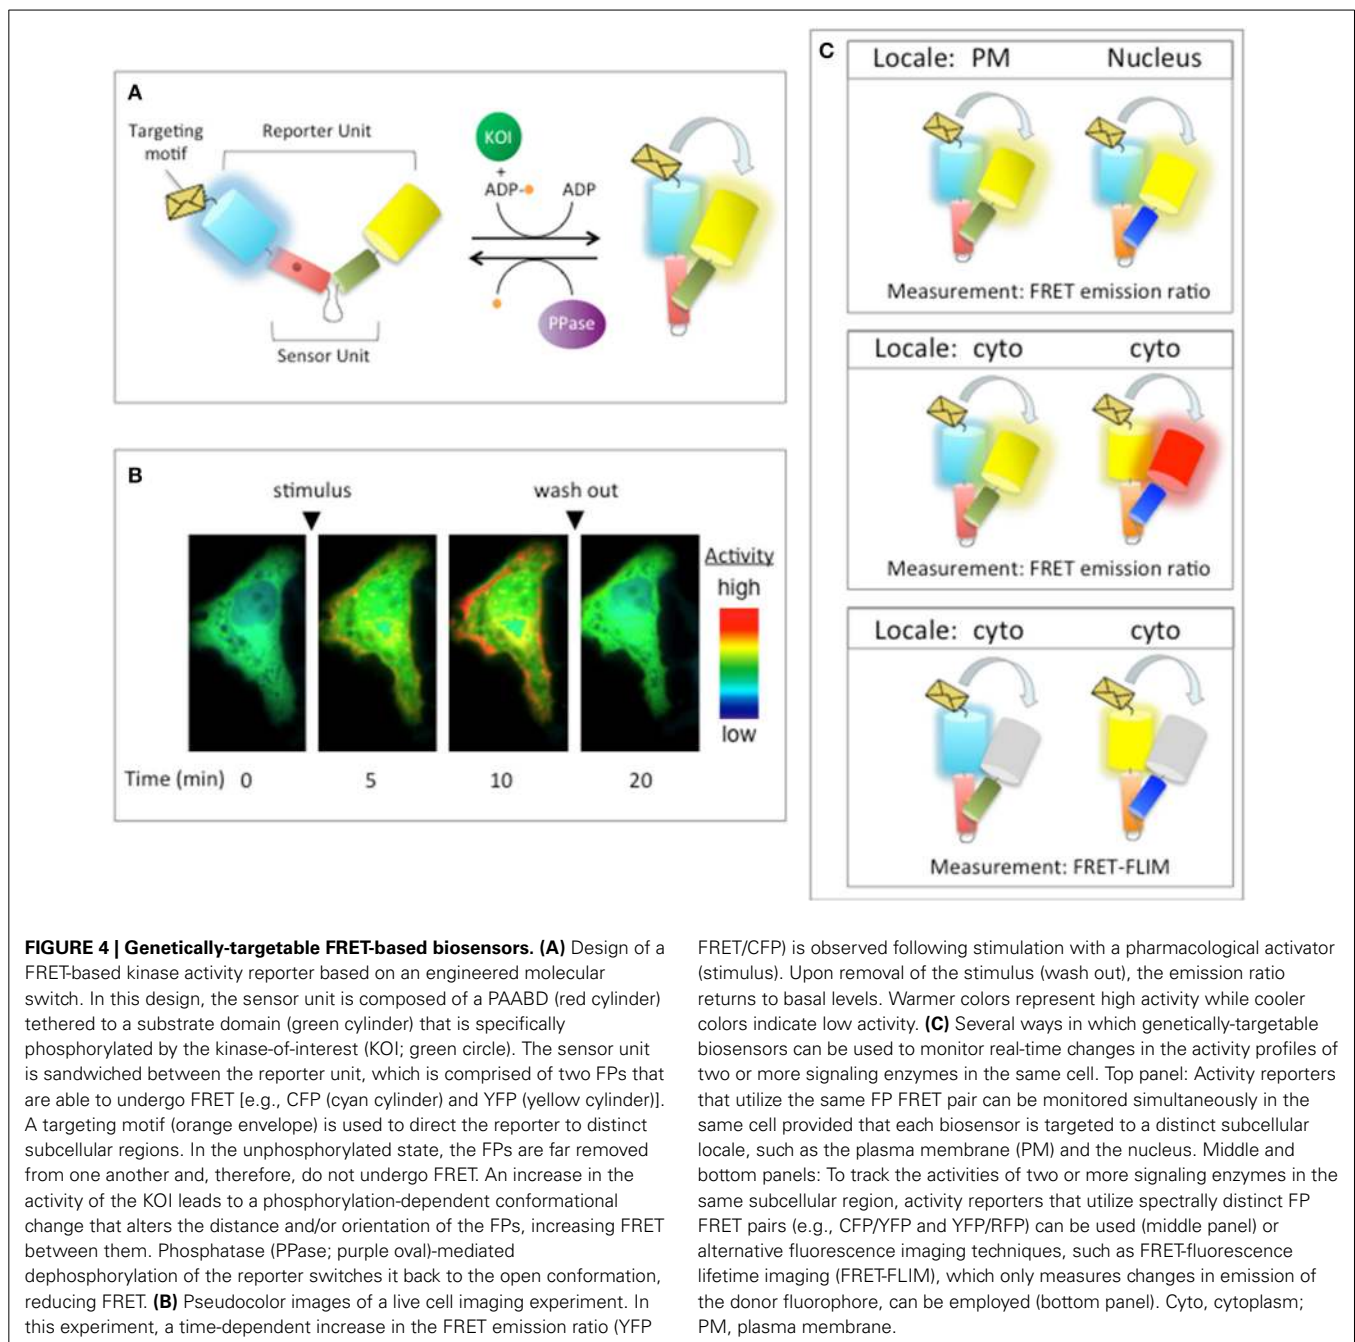 A
Targeting
motif
Reporter Unit
KOI
+
ADP-
ADP
PPase
Sensor Unit
B
stimulus
wash out
Activity
high
low
Time (min) 0 5 10 20
C
Locale: PM Nucleus
Measurement: FRET emission ratio
Locale: cyto cyto
Measurement: FRET emission ratio
Locale: cyto cyto
Measurement: FRET-FLIM
FIGURE 4 | Genetically-targetable FRET-based biosensors. (A) Design of a
FRET-based kinase activity reporter based on an engineered molecular
switch. In this design, the sensor unit is composed of a PAABD (red cylinder)
tethered to a substrate domain (green cylinder) that is specifically
phosphorylated by the kinase-of-interest (KOI; green circle). The sensor unit
is sandwiched between the reporter unit, which is comprised of two FPs that
are able to undergo FRET [e.g., CFP (cyan cylinder) and YFP (yellow cylinder)].
A targeting motif (orange envelope) is used to direct the reporter to distinct
subcellular regions. In the unphosphorylated state, the FPs are far removed
from one another and, therefore, do not undergo FRET. An increase in the
activity of the KOI leads to a phosphorylation-dependent conformational
change that alters the distance and/or orientation of the FPs, increasing FRET
between them. Phosphatase (PPase; purple oval)-mediated
dephosphorylation of the reporter switches it back to the open conformation,
reducing FRET. (B) Pseudocolor images of a live cell imaging experiment. In
this experiment, a time-dependent increase in the FRET emission ratio (YFP
FRET/CFP) is observed following stimulation with a pharmacological activator
(stimulus). Upon removal of the stimulus (wash out), the emission ratio
returns to basal levels. Warmer colors represent high activity while cooler
colors indicate low activity. (C) Several ways in which genetically-targetable
biosensors can be used to monitor real-time changes in the activity profiles of
two or more signaling enzymes in the same cell. Top panel: Activity reporters
that utilize the same FP FRET pair can be monitored simultaneously in the
same cell provided that each biosensor is targeted to a distinct subcellular
locale, such as the plasma membrane (PM) and the nucleus. Middle and
bottom panels: To track the activities of two or more signaling enzymes in the
same subcellular region, activity reporters that utilize spectrally distinct FP
FRET pairs (e.g., CFP/YFP and YFP/RFP) can be used (middle panel) or
alternative fluorescence imaging techniques, such as FRET-fluorescence
lifetime imaging (FRET-FLIM), which only measures changes in emission of
the donor fluorophore, can be employed (bottom panel). Cyto, cytoplasm;
PM, plasma membrane.